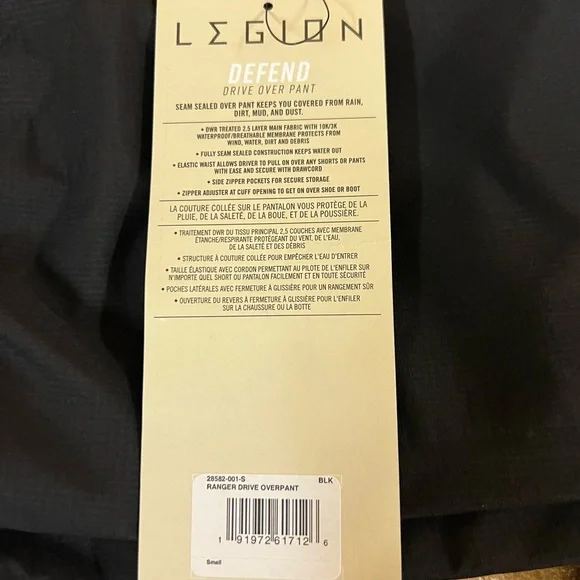 LEGION
DEFEND
DRIVE OVER PANT
SEAM SEALED OVER PANT KEEPS YOU COVERED FROM RAIN,
DIRT, MUD, AND DUST.
• DWR TREATED 2.5 LAYER MAIN FABRIC WITH 10K/3K
WATERPROOF/BREATHABLE MEMBRANE PROTECTS FROM
WIND, WATER, DIRT AND DEBRIS
• FULLY SEAM SEALED CONSTRUCTION KEEPS WATER OUT
• ELASTIC WAIST ALLOWS DRIVER TO PULL ON OVER ANY SHORTS OR PANTS
WITH EASE AND SECURE WITH DRAWCORD
• SIDE ZIPPER POCKETS FOR SECURE STORAGE
• ZIPPER ADJUSTER AT CUFF OPENING TO GET ON OVER SHOE OR BOOT
LA COUTURE COLLÉE SUR LE PANTALON VOUS PROTÈGE DE LA
PLUIE, DE LA SALETÉ, DE LA BOUE, ET DE LA POUSSIÈRE.
• TRAITEMENT DWR DU TISSU PRINCIPAL 2,5 COUCHES AVEC MEMBRANE
ÉTANCHE/RESPIRANTE PROTÉGEANT DU VENT, DE L'EAU,
DE LA SALETÉ ET DES DÉBRIS
• STRUCTURE À COUTURE COLLÉE POUR EMPÊCHER L'EAU D'ENTRER
• TAILLE ÉLASTIQUE AVEC CORDON PERMETTANT AU PILOTE DE L'ENFILER SUR
N'IMPORTE QUEL SHORT OU PANTALON FACILEMENT ET EN TOUTE SÉCURITÉ
• POCHES LATÉRALES AVEC FERMETURE À GLISSIÈRE POUR UN RANGEMENT SÛR
• OUVERTURE DU REVERS À FERMETURE À GLISSIÈRE POUR L'ENFILER
SUR LA CHAUSSURE OU LA BOTTE
28582-001-S BLK
RANGER DRIVE OVERPANT
1 91972 61712 6
Small